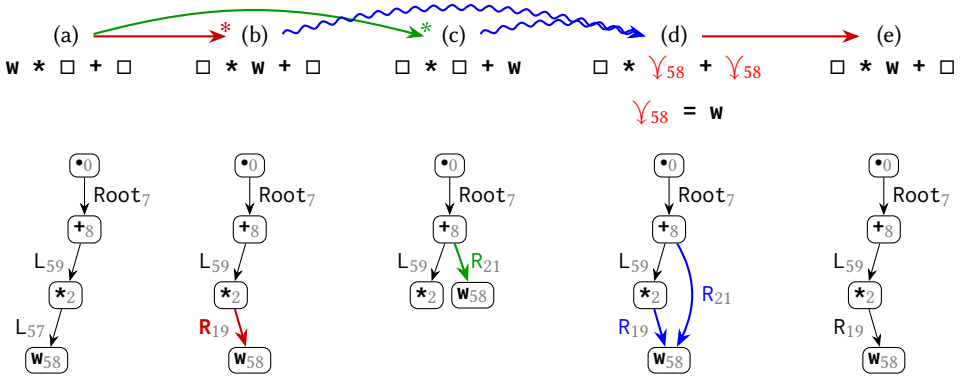 (a) * (b) * (c) (d) (e)
w * □ + □ □ * w + □ □ * □ + w □ * ⍦₅₈ + ⍦₅₈ □ * w + □
⍦₅₈ = w
•₀ •₀ •₀ •₀ •₀
Root₇ Root₇ Root₇ Root₇ Root₇
+₈ +₈ +₈ +₈ +₈
L₅₉ L₅₉ L₅₉ R₂₁ L₅₉ L₅₉
*₂ *₂ *₂ w₅₈ *₂ R₂₁ *₂
L₅₇ R₁₉ R₁₉ R₁₉
w₅₈ w₅₈ w₅₈ w₅₈